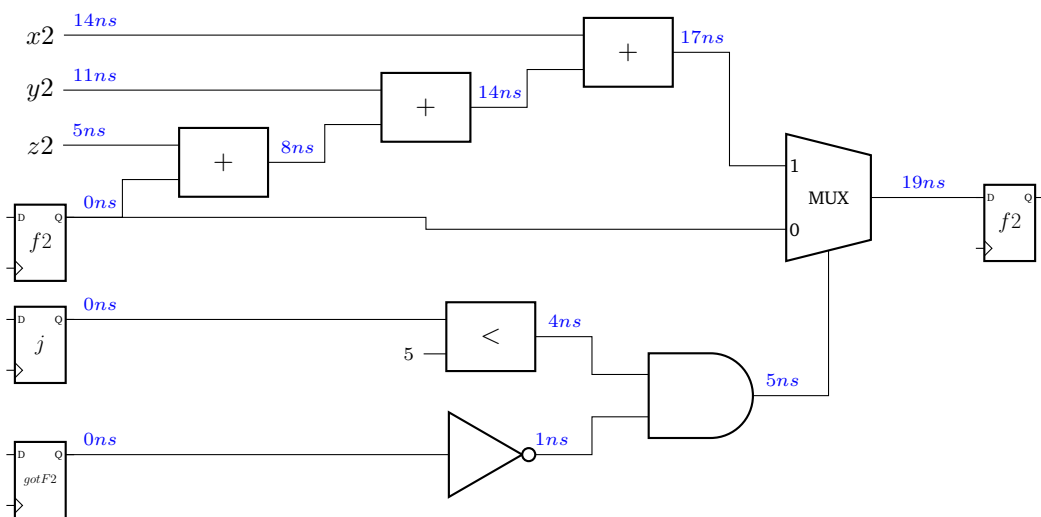 x2 14ns + 17ns
y2 11ns + 14ns
z2 5ns + 8ns
1
MUX 19ns
0
D Q 0ns
f2
D Q
f2
D Q 0ns
j
< 4ns
5
5ns
D Q 0ns
gotF2
1ns